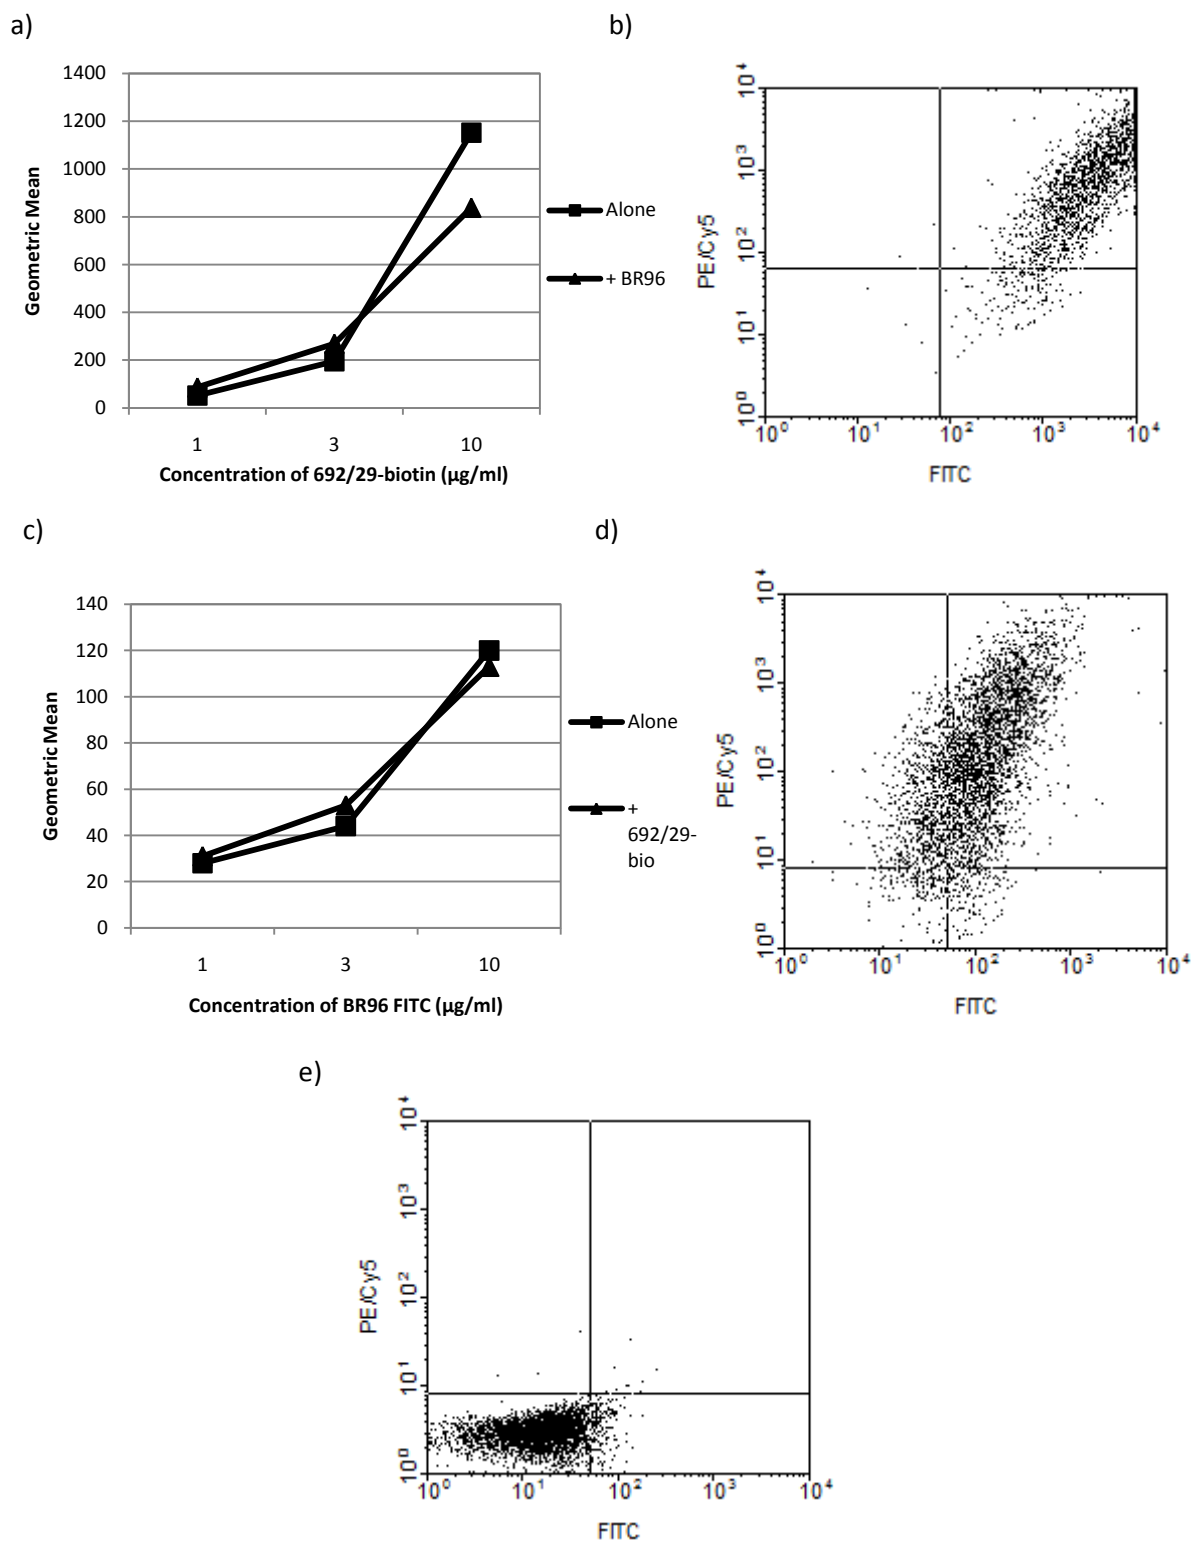 a)
1400
1200
1000
800
600
400
200
0
Geometric Mean
1 3 10
Concentration of 692/29-biotin (µg/ml)
Alone
+ BR96
b)
PE/Cy5
10⁴
10³
10²
10¹
10⁰
10⁰ 10¹ 10² 10³ 10⁴
FITC
c)
140
120
100
80
60
40
20
0
Geometric Mean
1 3 10
Concentration of BR96 FITC (µg/ml)
Alone
+
692/29-
bio
d)
PE/Cy5
10⁴
10³
10²
10¹
10⁰
10⁰ 10¹ 10² 10³ 10⁴
FITC
e)
PE/Cy5
10⁴
10³
10²
10¹
10⁰
10⁰ 10¹ 10² 10³ 10⁴
FITC